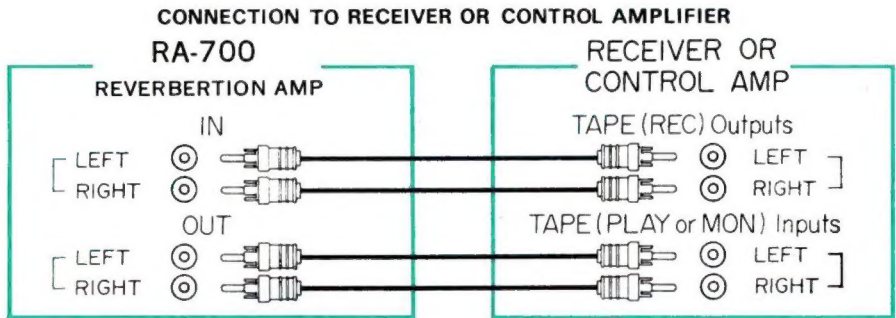 CONNECTION TO RECEIVER OR CONTROL AMPLIFIER
RA-700
REVERBERTION AMP
IN
LEFT
RIGHT
OUT
LEFT
RIGHT
RECEIVER OR
CONTROL AMP
TAPE (REC) Outputs
LEFT
RIGHT
TAPE (PLAY or MON) Inputs
LEFT
RIGHT